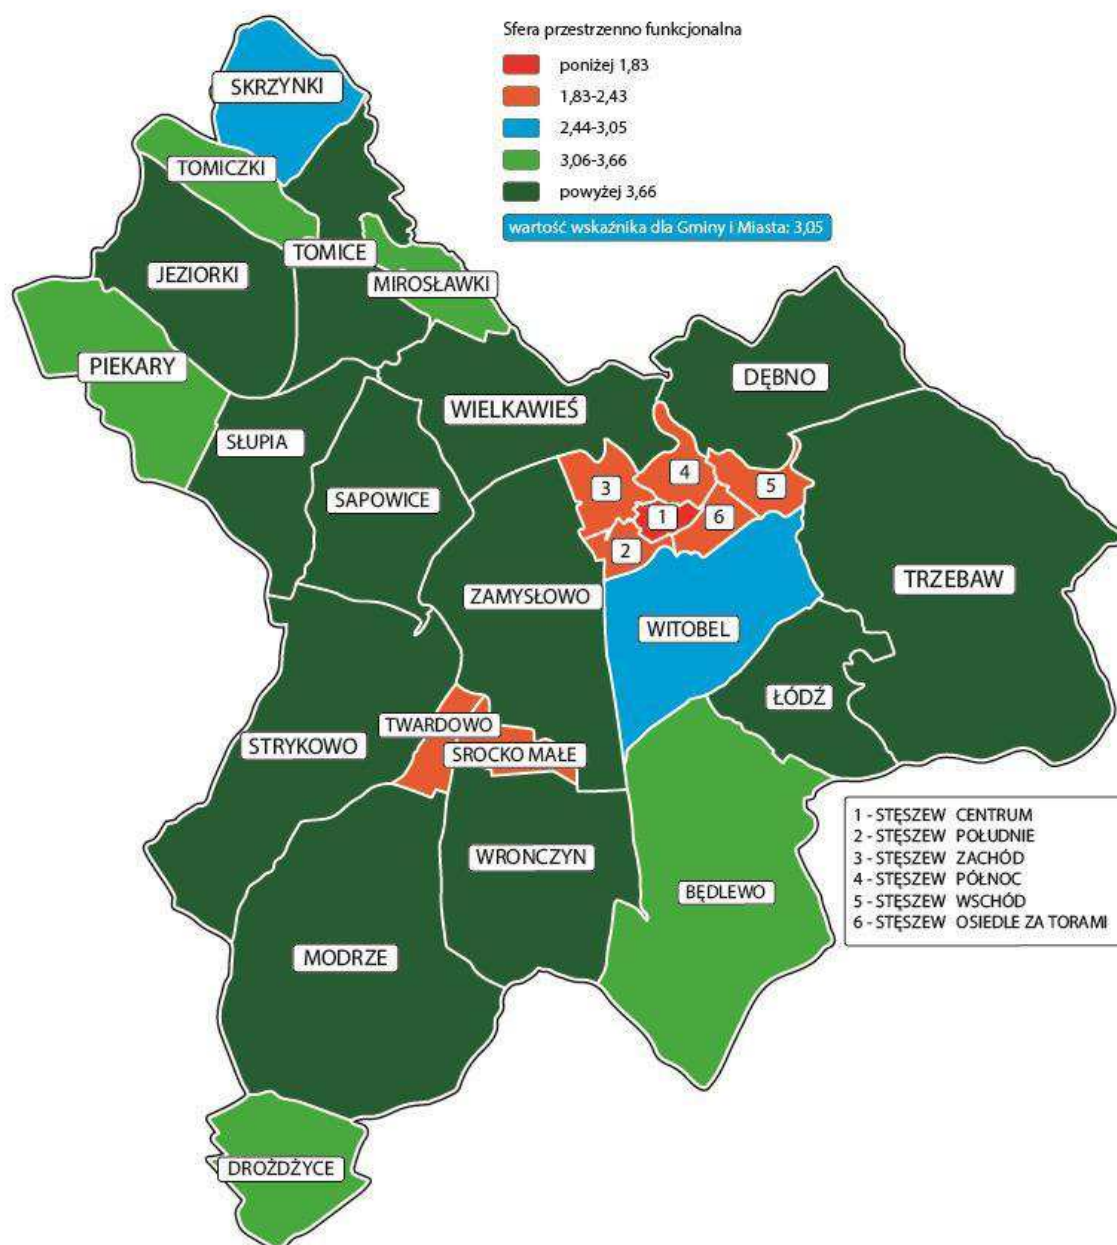 Sfera przestrzenno funkcjonalna
poniżej 1,83
1,83-2,43
2,44-3,05
3,06-3,66
powyżej 3,66
wartość wskaźnika dla Gminy i Miasta: 3,05
SKRZYNKI
TOMICZKI
TOMICE
JEZIORKI
MIROSŁAWKI
PIEKARY
DĘBNO
WIELKAWIEŚ
SŁUPIA
SAPOWICE
3
4
5
1
6
2
ZAMYSŁOWO
TRZEBAW
WITOBEL
ŁÓDŹ
TWARDOWO
STRYKOWO
SROCKO MAŁE
WRONCZYN
BĘDLEWO
MODRZE
DROŻDŻYCE
1 - STĘSZEW CENTRUM
2 - STĘSZEW POŁUDNIE
3 - STĘSZEW ZACHÓD
4 - STĘSZEW PÓŁNOC
5 - STĘSZEW WSCHÓD
6 - STĘSZEW OSIEDLE ZA TORAMI